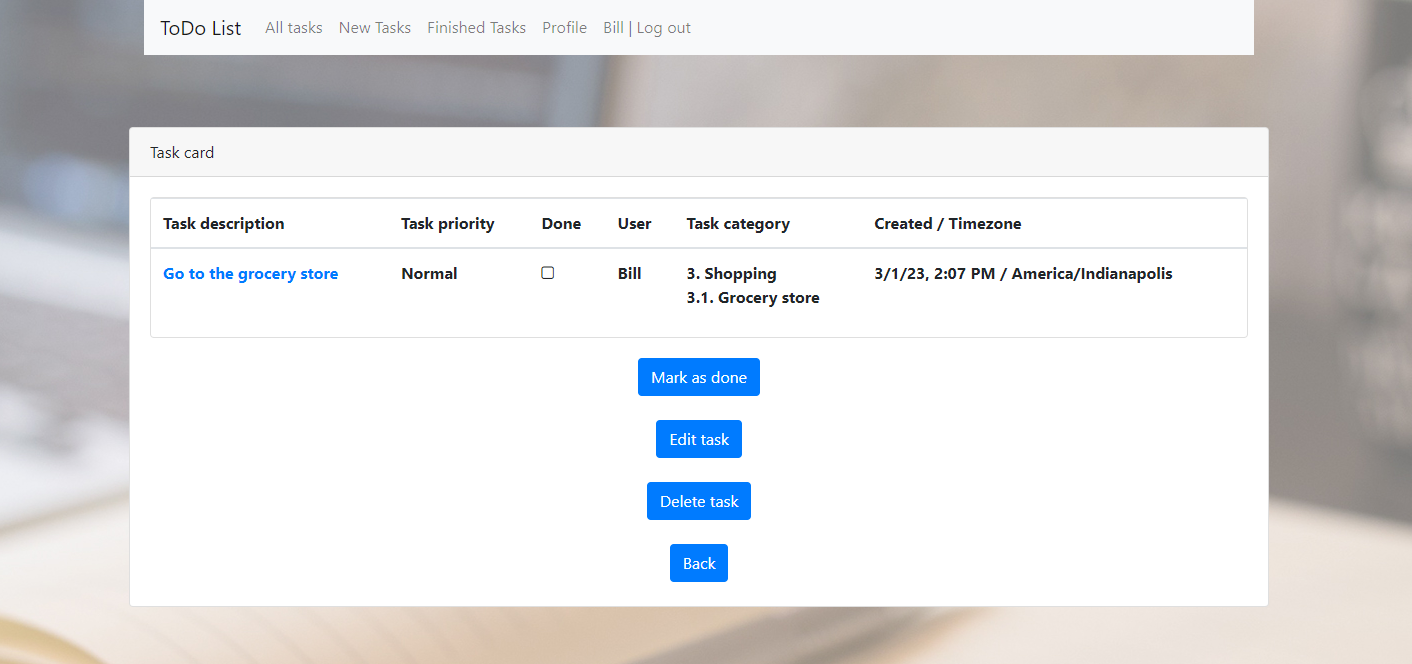 ToDo List All tasks New Tasks Finished Tasks Profile Bill | Log out
Task card
Task description Task priority Done User Task category Created / Timezone
Go to the grocery store Normal Bill 3. Shopping 3/1/23, 2:07 PM / America/Indianapolis
3.1. Grocery store
Mark as done
Edit task
Delete task
Back